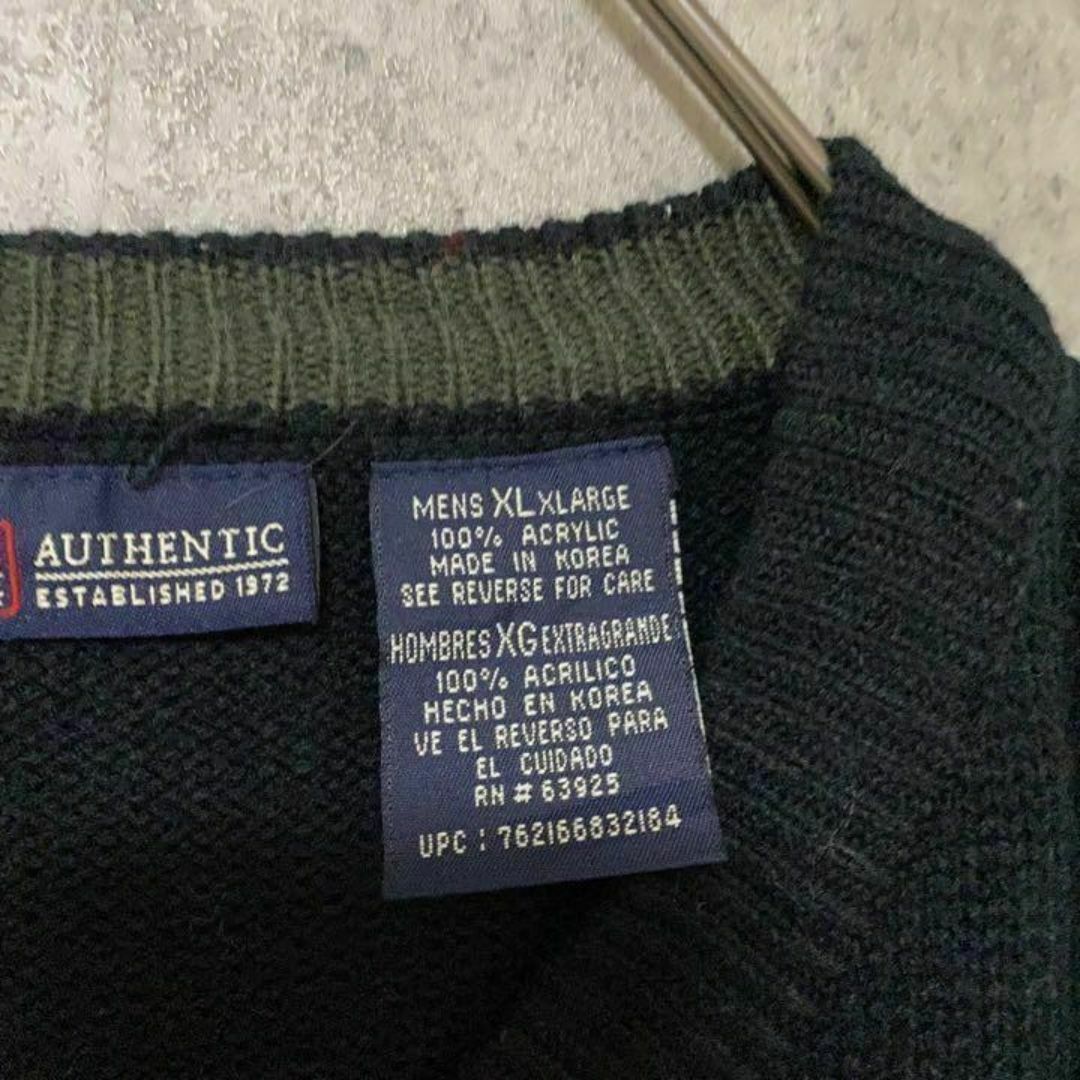 AUTHENTIC
ESTABLISHED 1972
MENS XL XLARGE
100% ACRYLIC
MADE IN KOREA
SEE REVERSE FOR CARE
HOMBRES XG EXTRAGRANDE
100% ACRILICO
HECHO EN KOREA
VE EL REVERSO PARA
EL CUIDADO
RN # 63925
UPC : 762166832184